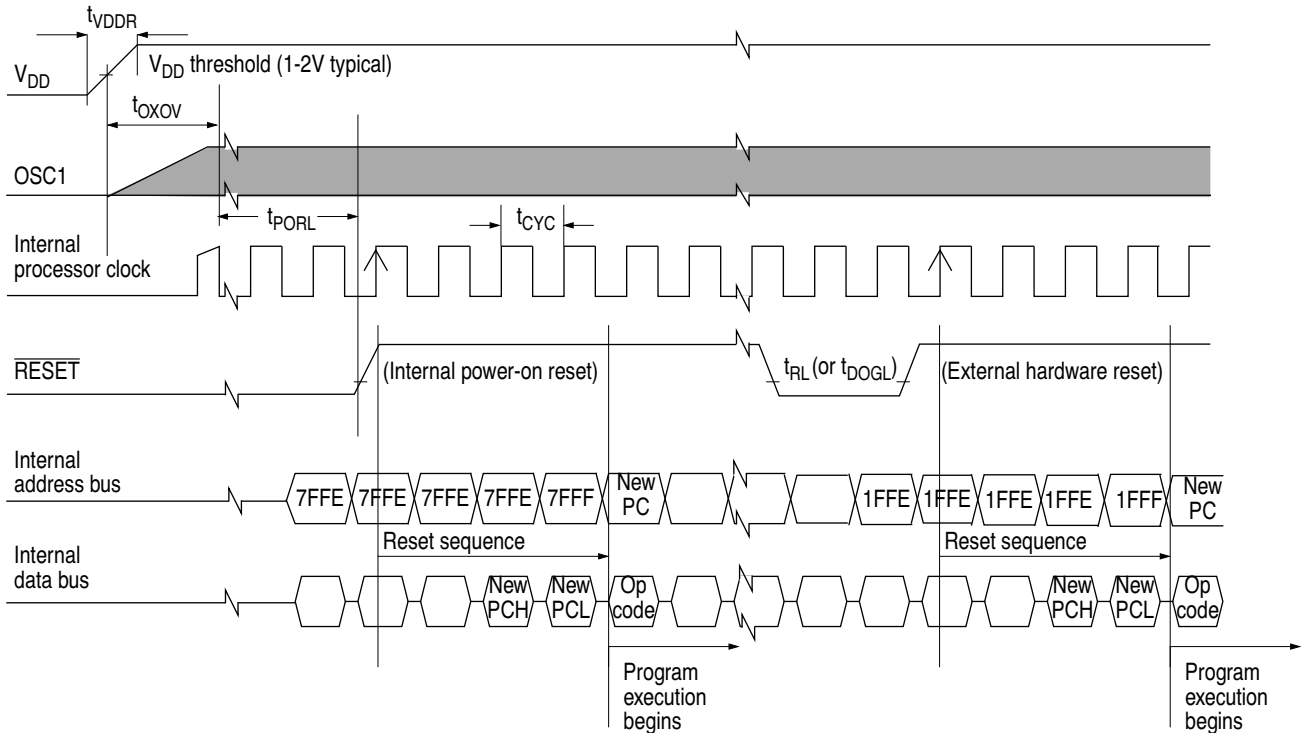 tVDDR
VDD
VDD threshold (1-2V typical)
tOXOV
OSC1
tPORL
tCYC
Internal
processor clock
RESET
(Internal power-on reset)
tRL (or tDOGL)
(External hardware reset)
Internal
address bus
7FFE 7FFE 7FFE 7FFE 7FFF New PC 1FFE 1FFE 1FFE 1FFE 1FFF New PC
Reset sequence Reset sequence
Internal
data bus
New PCH New PCL Op code New PCH New PCL Op code
Program
execution
begins
Program
execution
begins